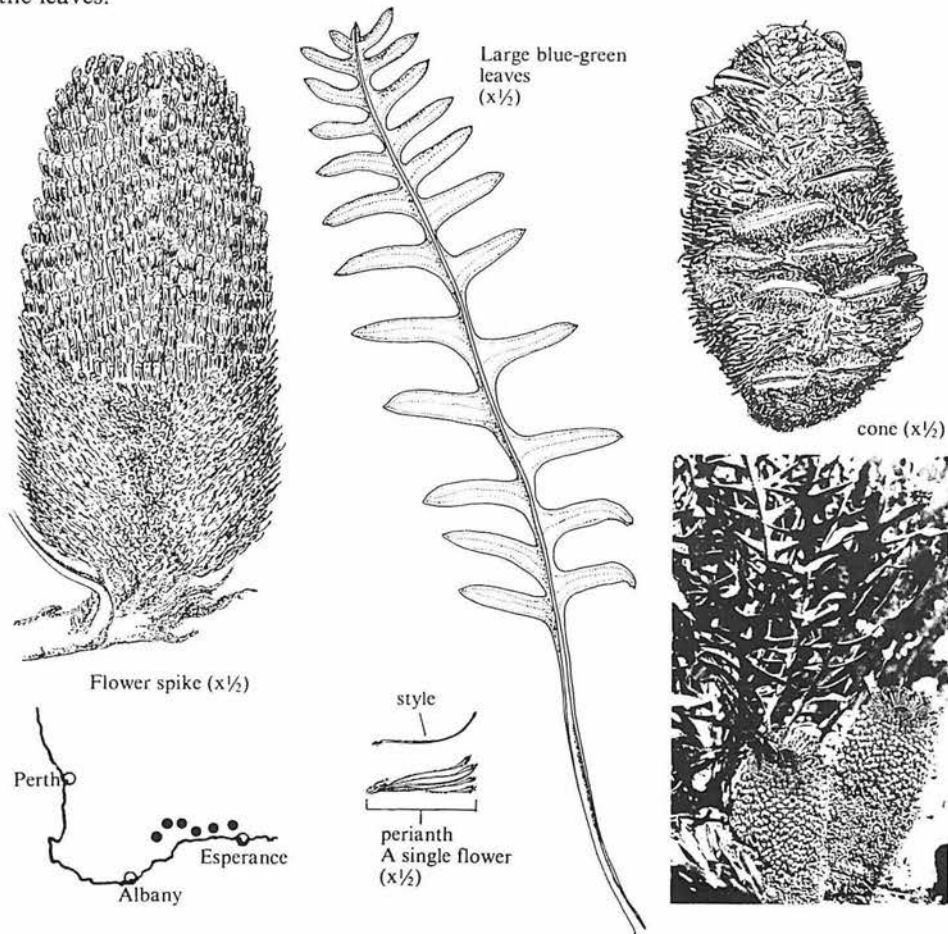 the leaves.
Large blue-green
leaves
(x½)
cone (x½)
Flower spike (x½)
style
perianth
A single flower
(x½)
Perth
Esperance
Albany